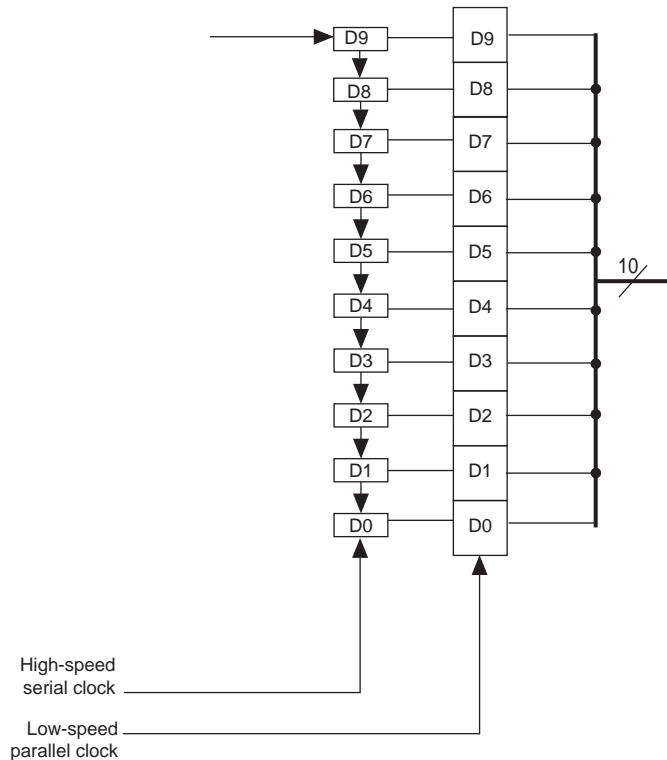 D9 D9
D8 D8
D7 D7
D6 D6
D5 D5
10
D4 D4
D3 D3
D2 D2
D1 D1
D0 D0
High-speed
serial clock
Low-speed
parallel clock